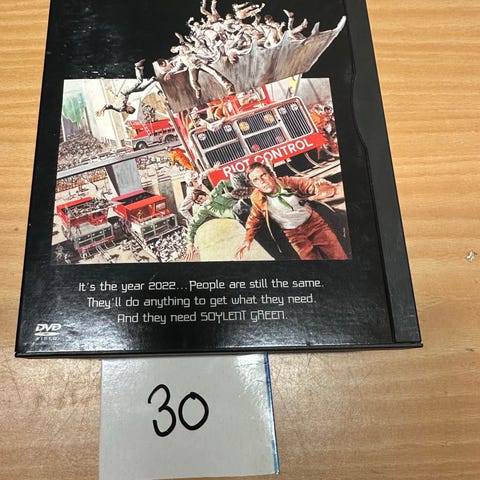 RIOT CONTROL
It's the year 2022...People are still the same.
They'll do anything to get what they need.
And they need SOYLENT GREEN.
DVD
VIDEO
30